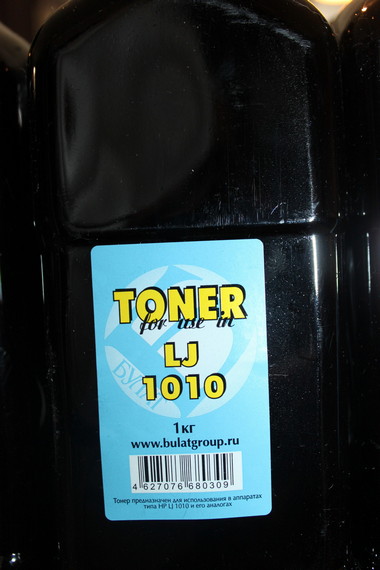 TONER
for use in
LJ
1010
БУЛАТ
1кг
www.bulatgroup.ru
4 627076 680309
Тонер предназначен для использования в аппаратах
типа HP LJ 1010 и его аналогах